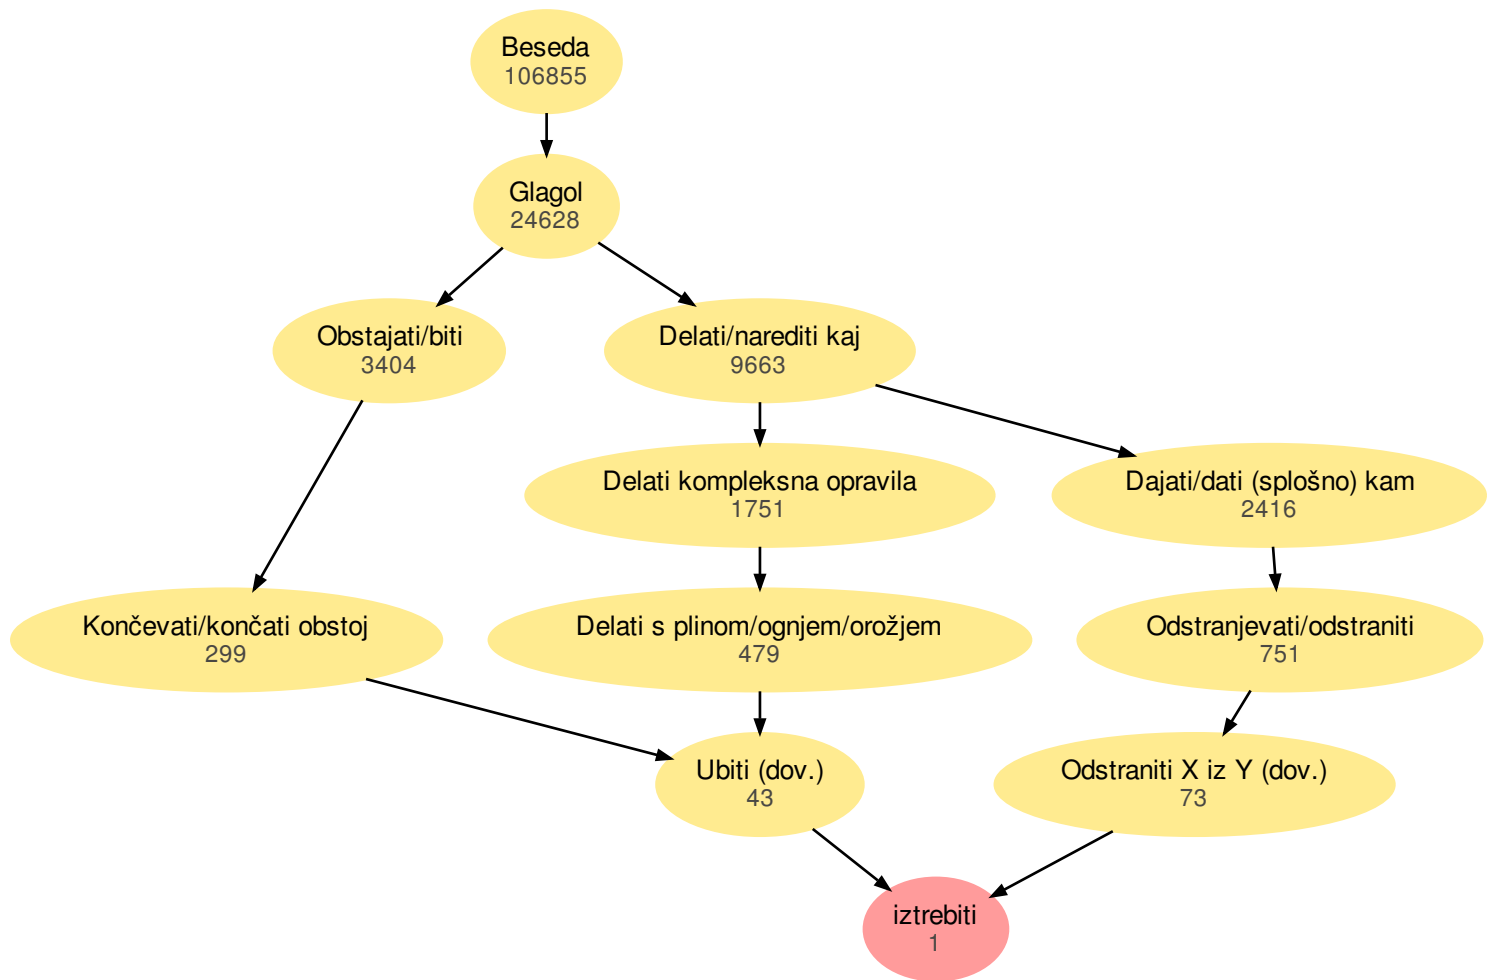 Beseda
106855
Glagol
24628
Obstajati/biti
3404
Delati/narediti kaj
9663
Delati kompleksna opravila
1751
Dajati/dati (splošno) kam
2416
Končevati/končati obstoj
299
Delati s plinom/ognjem/orožjem
479
Odstranjevati/odstraniti
751
Ubiti (dov.)
43
Odstraniti X iz Y (dov.)
73
iztrebiti
1